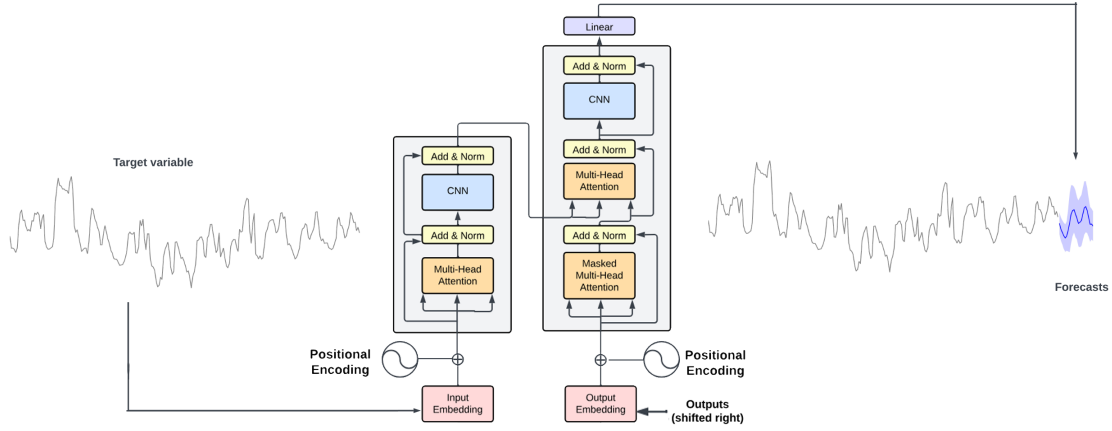 Target variable
Add & Norm
CNN
Add & Norm
Multi-Head
Attention
Positional
Encoding
Input
Embedding
Linear
Add & Norm
CNN
Add & Norm
Multi-Head
Attention
Add & Norm
Masked
Multi-Head
Attention
Positional
Encoding
Output
Embedding
Outputs
(shifted right)
Forecasts